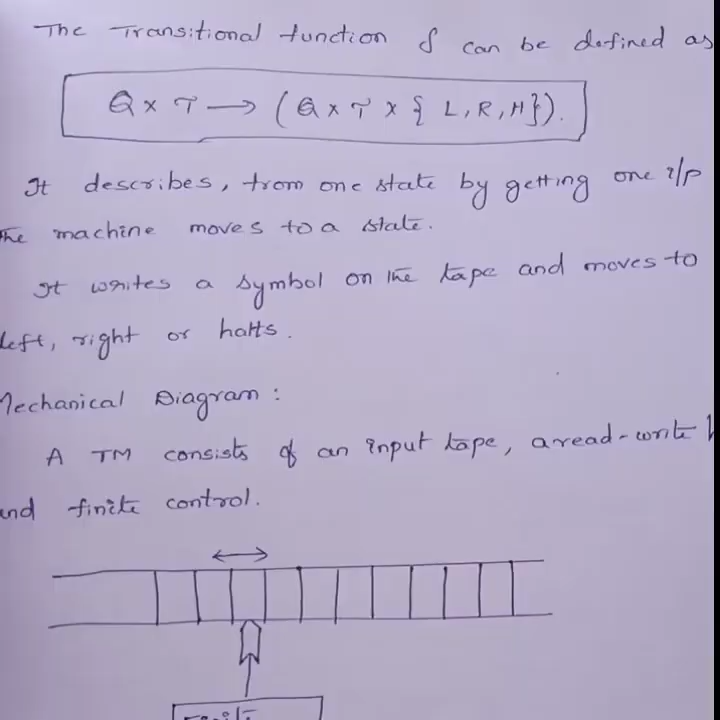 The Transitional function δ can be defined as
Q × T → (Q × T × { L, R, H}).
It describes, from one state by getting one i/p
The machine moves to a state.
It writes a symbol on the tape and moves to
left, right or halts.
Mechanical Diagram :
A TM consists of an input tape, a read-write
and finite control.